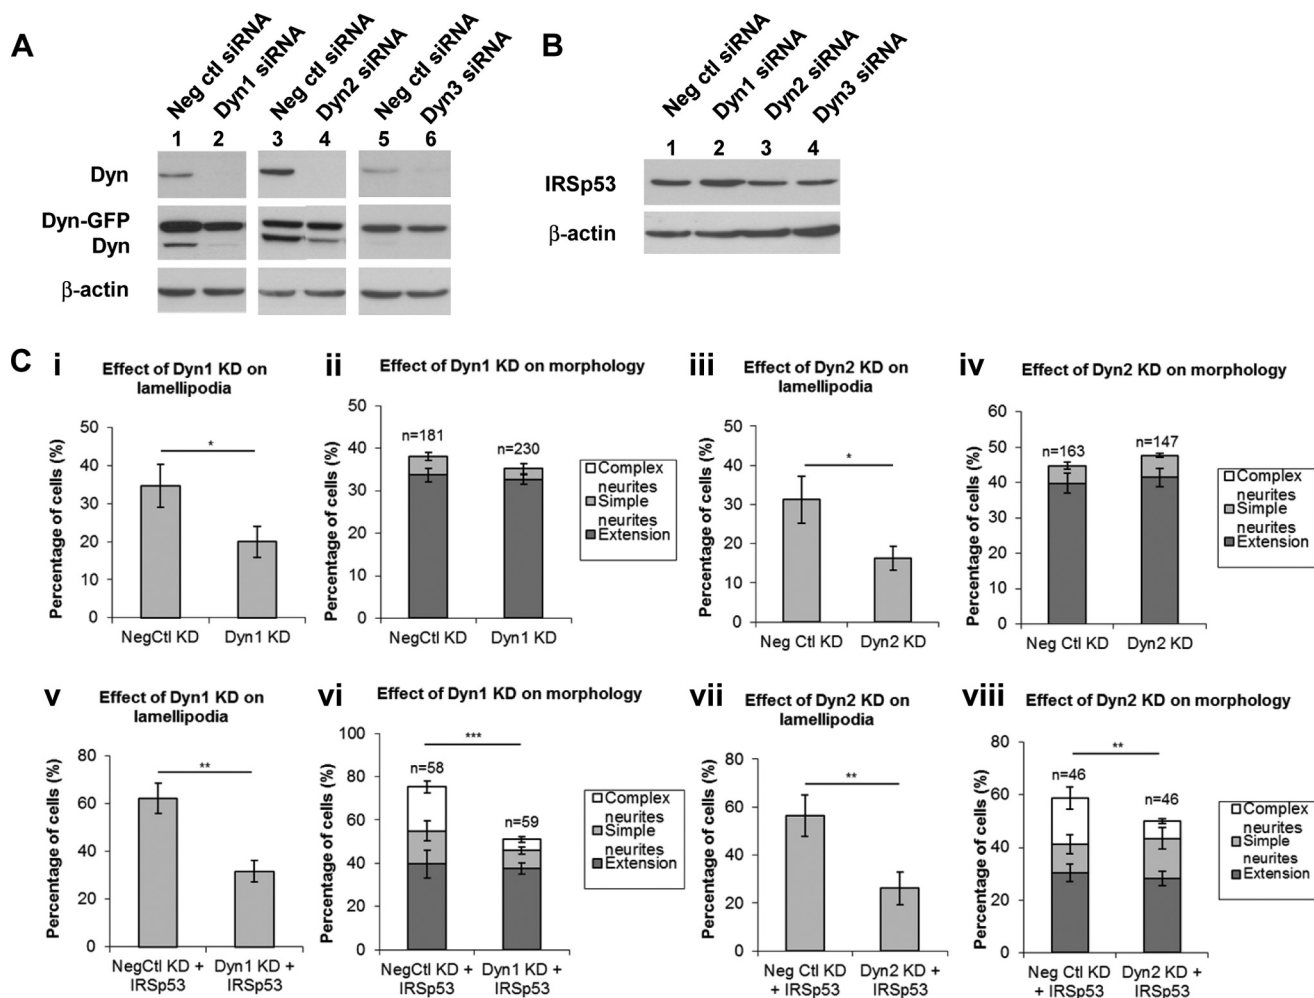 A
Neg ctl siRNA
Dyn1 siRNA
Neg ctl siRNA
Dyn2 siRNA
Neg ctl siRNA
Dyn3 siRNA
1 2 3 4 5 6
Dyn
Dyn-GFP
Dyn
β-actin
B
Neg ctl siRNA
Dyn1 siRNA
Dyn2 siRNA
Dyn3 siRNA
1 2 3 4
IRSp53
β-actin
C
i
Effect of Dyn1 KD on
lamellipodia
Percentage of cells (%)
50
40
30
20
10
0
*
NegCtl KD Dyn1 KD
ii
Effect of Dyn1 KD on morphology
Percentage of cells (%)
50
40
30
20
10
0
n=181
n=230
NegCtl KD Dyn1 KD
Complex
neurites
Simple
neurites
Extension
iii
Effect of Dyn2 KD on
lamellipodia
Percentage of cells (%)
50
40
30
20
10
0
*
Neg Ctl KD Dyn2 KD
iv
Effect of Dyn2 KD on morphology
Percentage of cells (%)
60
50
40
30
20
10
0
n=163
n=147
Neg Ctl KD Dyn2 KD
Complex
neurites
Simple
neurites
Extension
v
Effect of Dyn1 KD on
lamellipodia
Percentage of cells (%)
80
60
40
20
0
**
NegCtl KD + Dyn1 KD +
IRSp53 IRSp53
vi
Effect of Dyn1 KD on morphology
Percentage of cells (%)
100
80
60
40
20
0
***
n=58
n=59
NegCtl KD + Dyn1 KD +
IRSp53 IRSp53
Complex
neurites
Simple
neurites
Extension
vii
Effect of Dyn2 KD on
lamellipodia
Percentage of cells (%)
80
60
40
20
0
**
Neg Ctl KD Dyn2 KD +
+ IRSp53 IRSp53
viii
Effect of Dyn2 KD on morphology
Percentage of cells (%)
80
60
40
20
0
**
n=46
n=46
Neg Ctl KD Dyn2 KD +
+ IRSp53 IRSp53
Complex
neurites
Simple
neurites
Extension